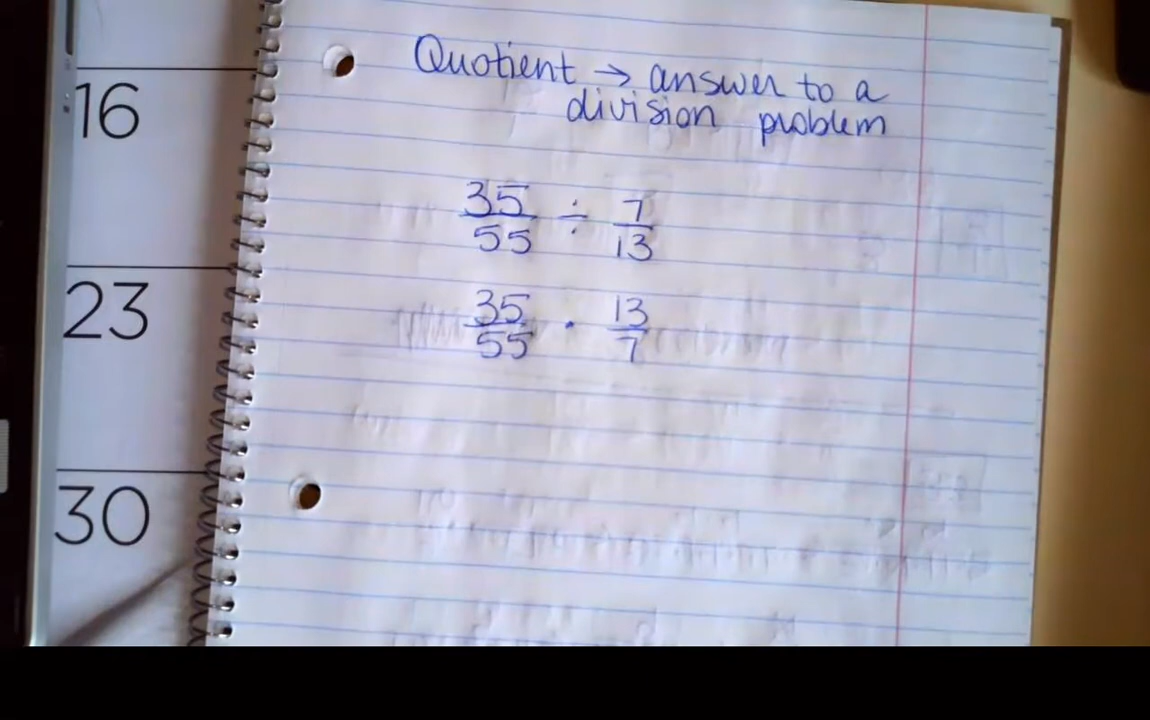 16
23
30
Quotient → answer to a
division problem
35/55 ÷ 7/13
35/55 · 13/7